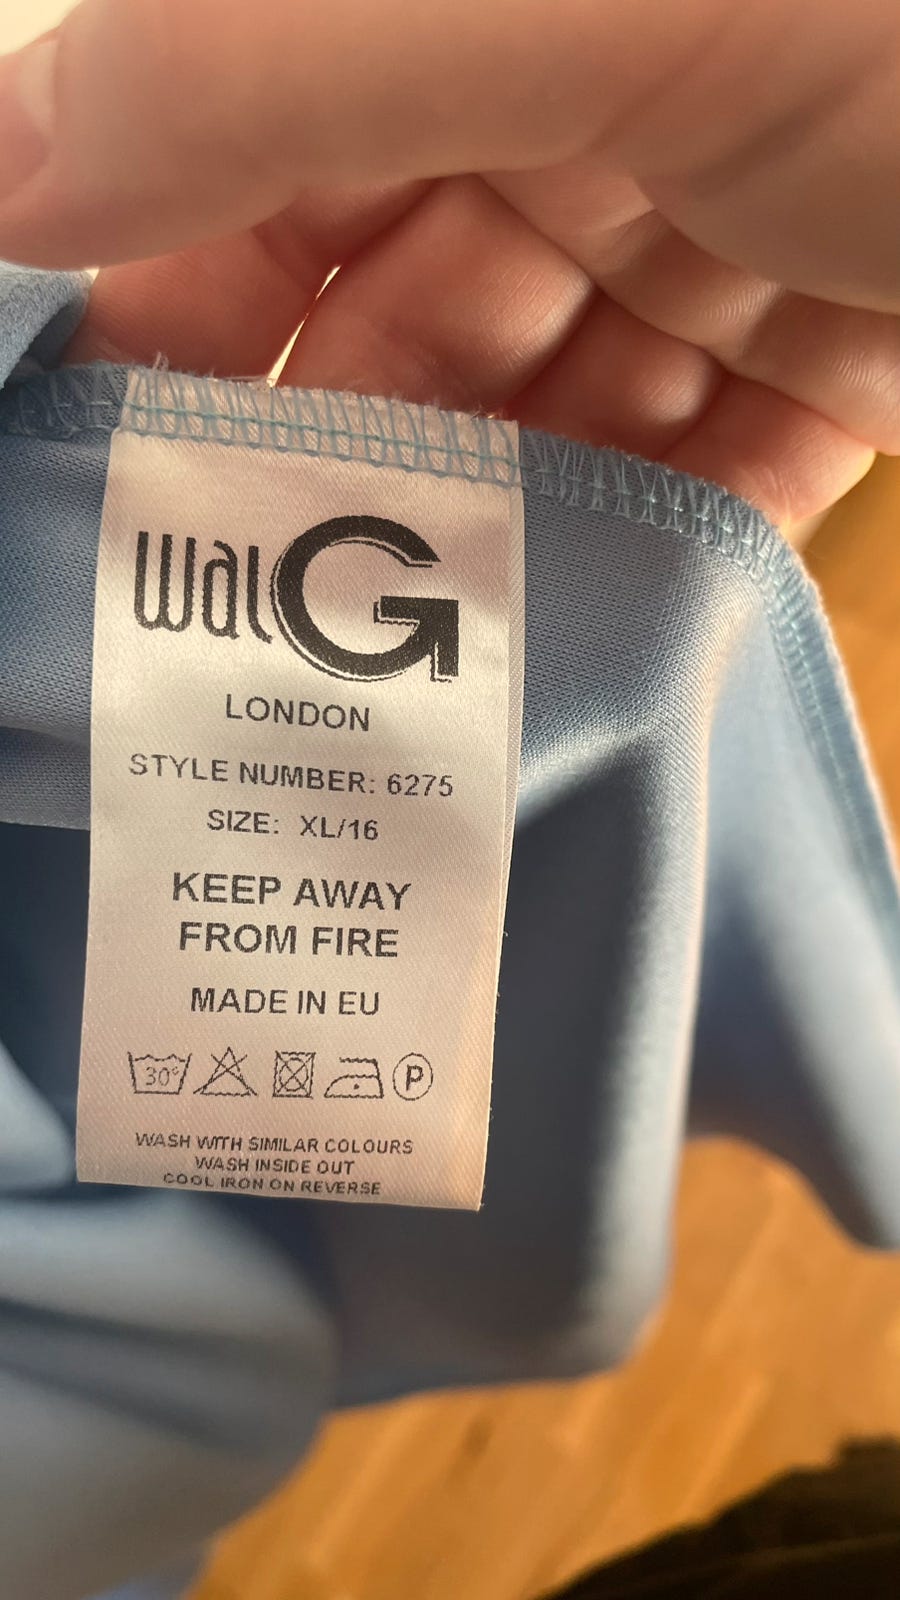 walG
LONDON
STYLE NUMBER: 6275
SIZE: XL/16
KEEP AWAY
FROM FIRE
MADE IN EU
30° P
WASH WITH SIMILAR COLOURS
WASH INSIDE OUT
COOL IRON ON REVERSE